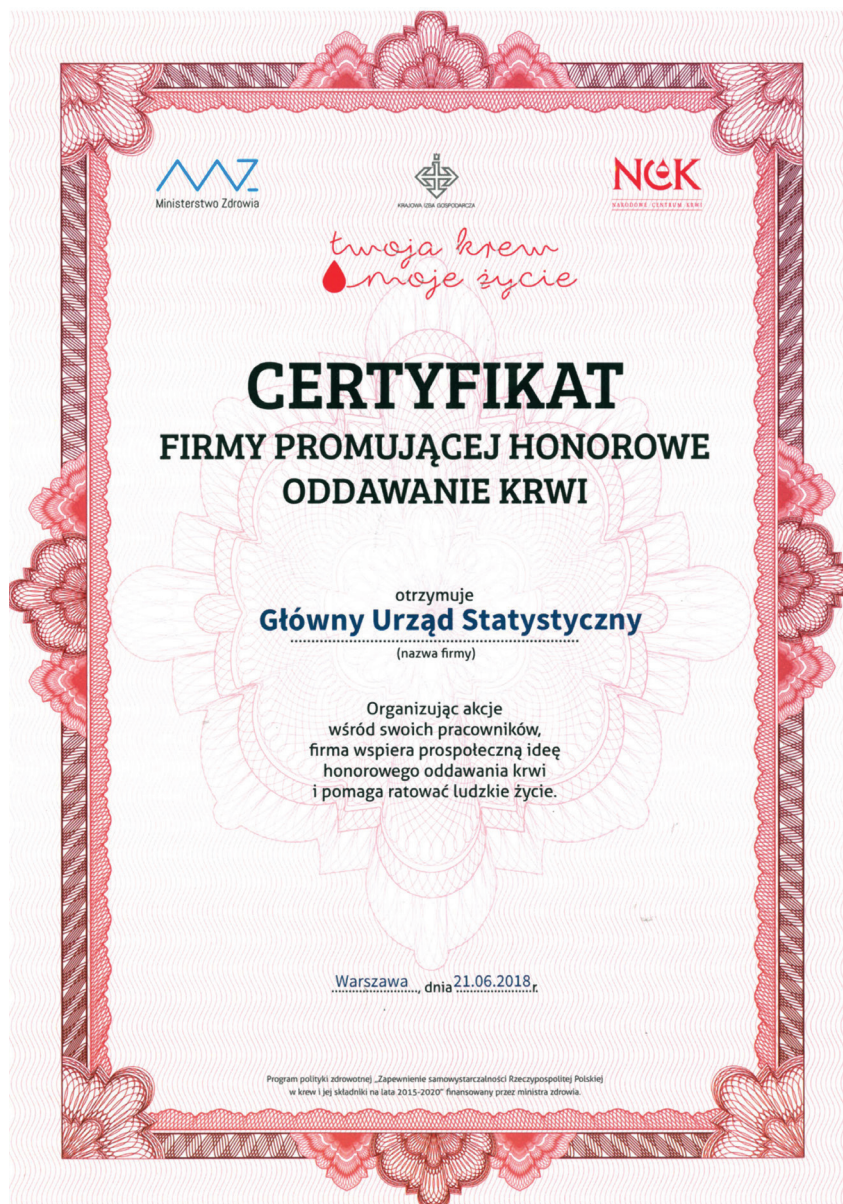 Ministerstwo Zdrowia
KRAJOWA IZBA GOSPODARCZA
NCK
NARODOWE CENTRUM KRWI
twoja krew
moje życie
CERTYFIKAT
FIRMY PROMUJĄCEJ HONOROWE
ODDAWANIE KRWI
otrzymuje
Główny Urząd Statystyczny
(nazwa firmy)
Organizując akcje
wśród swoich pracowników,
firma wspiera prospołeczną ideę
honorowego oddawania krwi
i pomaga ratować ludzkie życie.
Warszawa, dnia 21.06.2018 r.
Program polityki zdrowotnej „Zapewnienie samowystarczalności Rzeczypospolitej Polskiej
w krew i jej składniki na lata 2015-2020” finansowany przez ministra zdrowia.